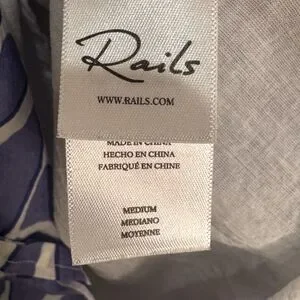 Rails
WWW.RAILS.COM
MADE IN CHINA
HECHO EN CHINA
FABRIQUÉ EN CHINE
MEDIUM
MEDIANO
MOYENNE